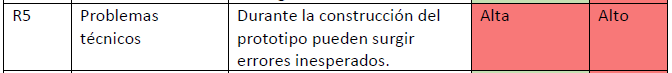 R5 Problemas Durante la construcción del Alta Alto
técnicos prototipo pueden surgir
errores inesperados.